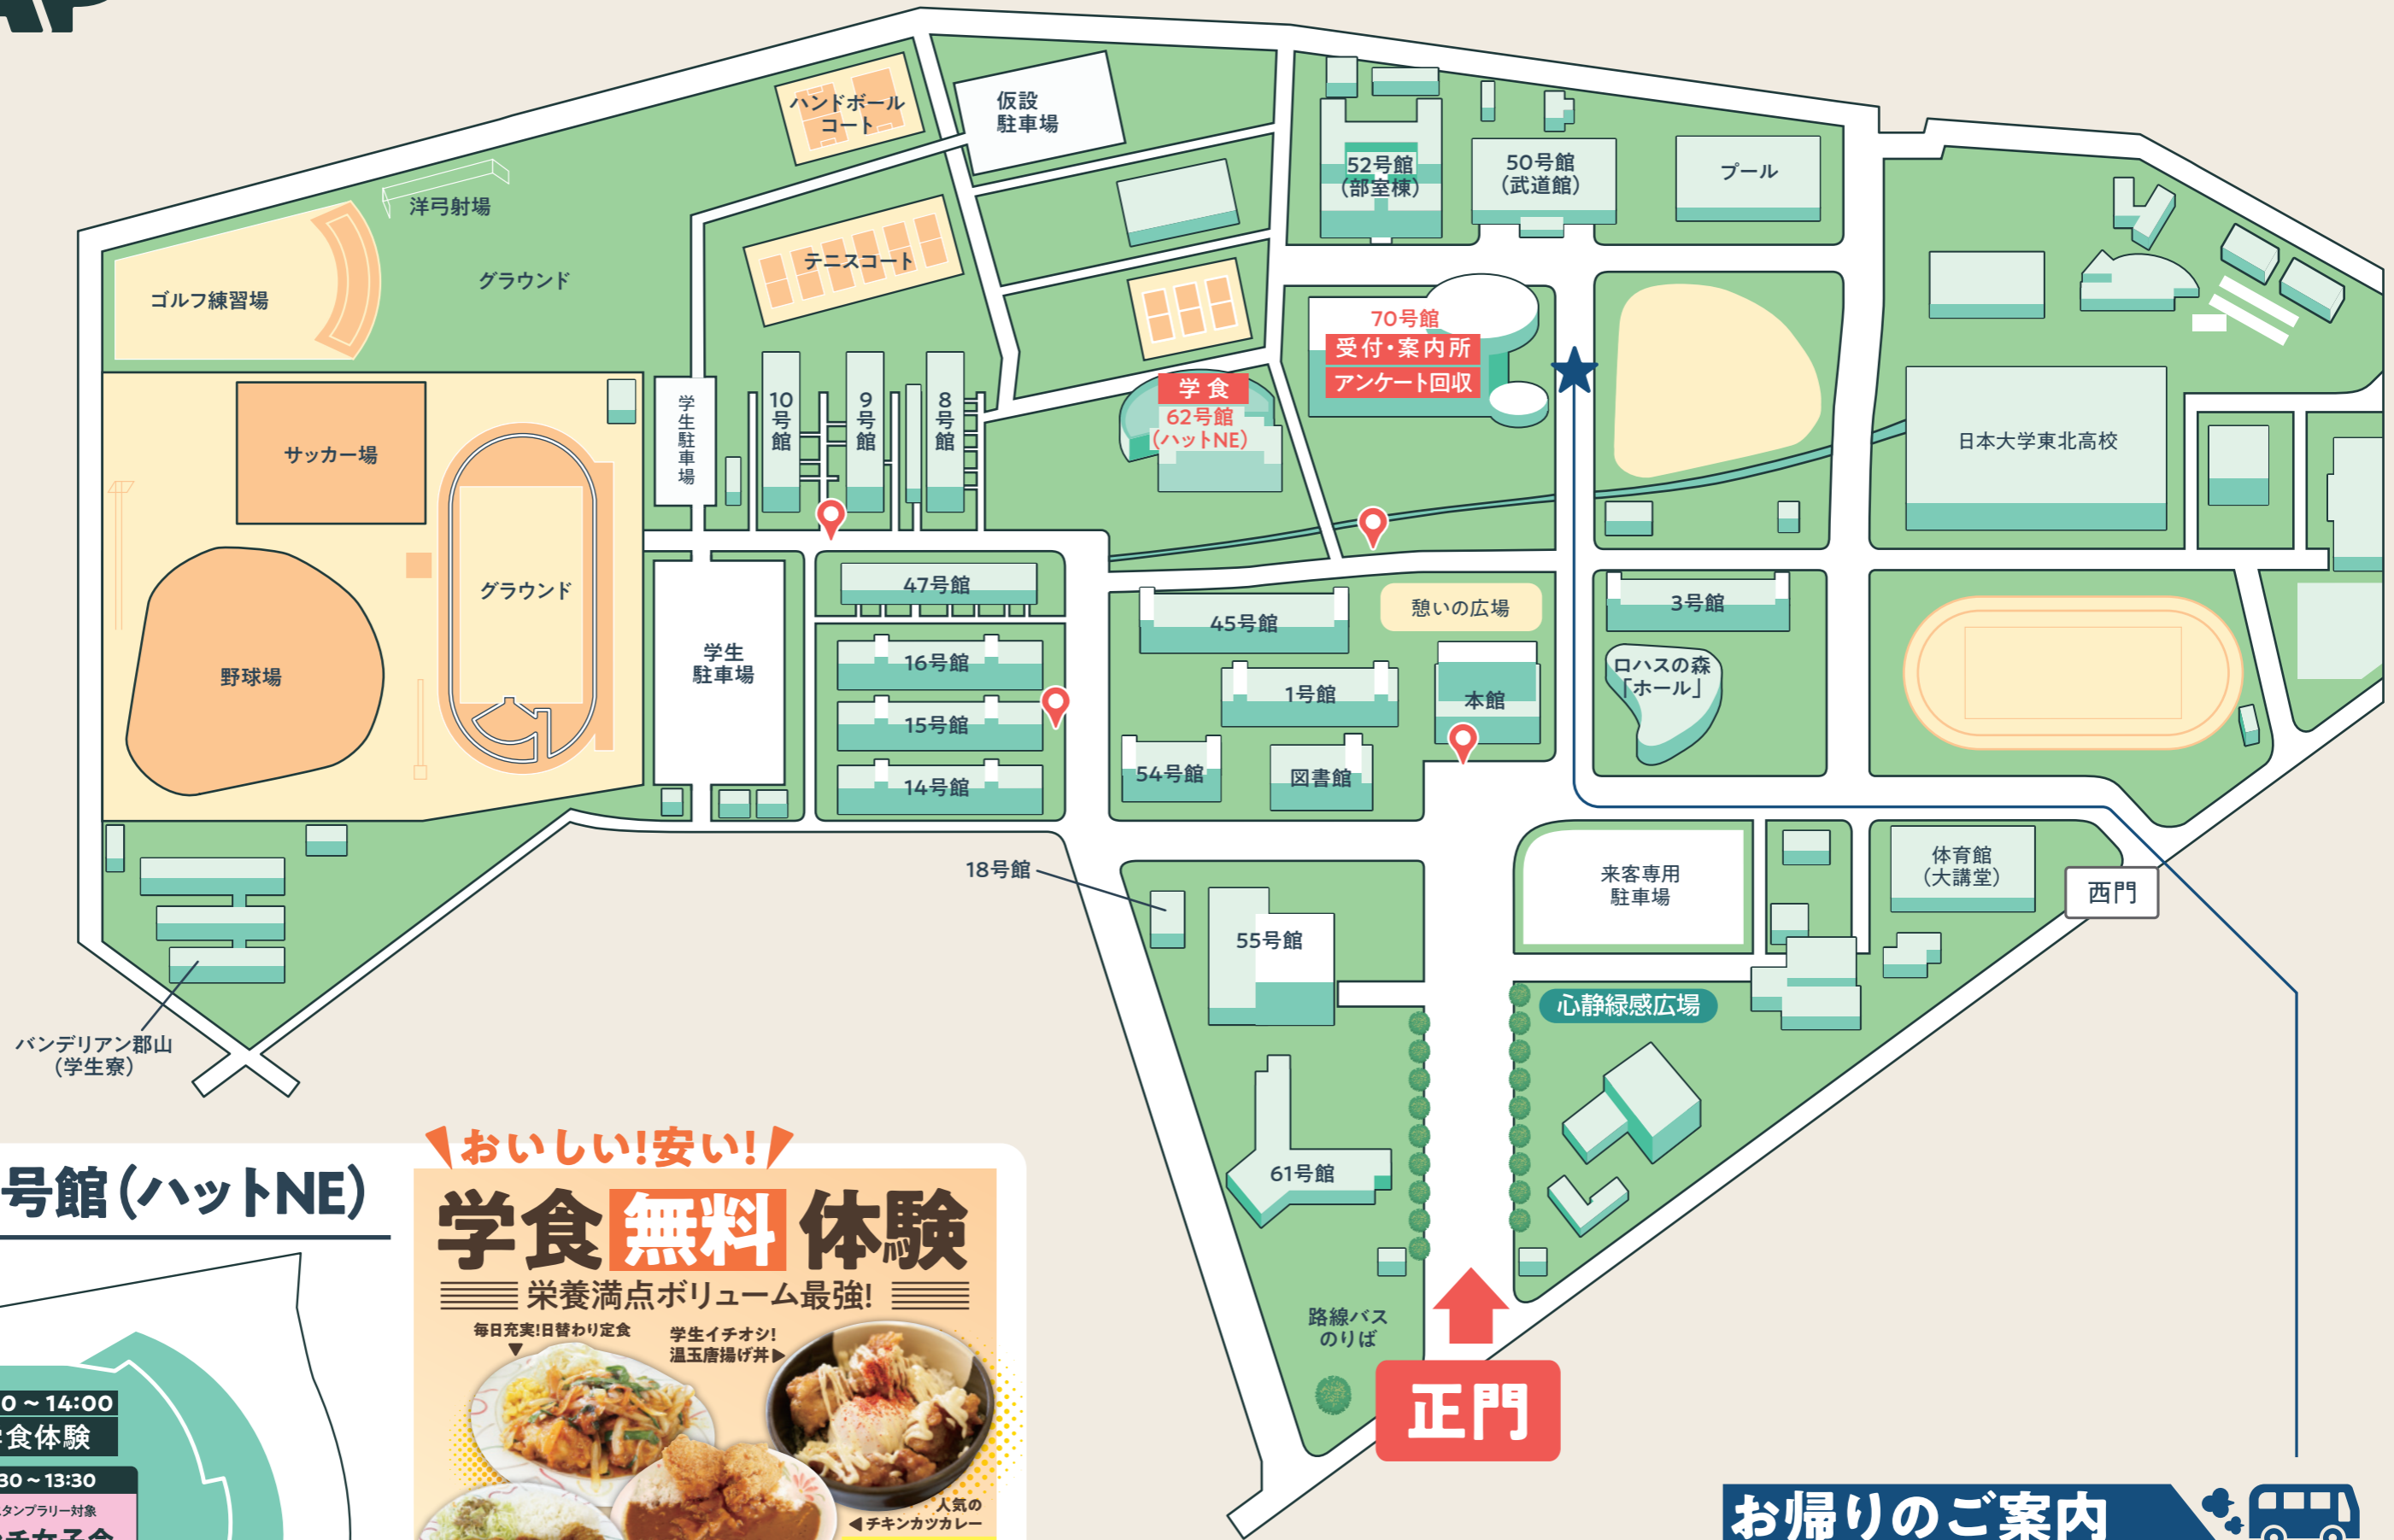 ハンドボール
コート
仮設
駐車場
52号館
(部室棟)
50号館
(武道館)
プール
洋弓射場
グラウンド
ゴルフ練習場
テニスコート
70号館
受付・案内所
アンケート回収
学食
62号館
(ハットNE)
10号館
9号館
8号館
学生駐車場
サッカー場
日本大学東北高校
グラウンド
47号館
45号館
憩いの広場
3号館
野球場
学生
駐車場
16号館
15号館
14号館
1号館
本館
ロハスの森
「ホール」
54号館
図書館
18号館
55号館
来客専用
駐車場
体育館
(大講堂)
西門
心静緑感広場
バンデリアン郡山
(学生寮)
61号館
路線バス
のりば
正門
号館(ハットNE)
おいしい!安い!
学食 無料 体験
栄養満点ボリューム最強!
毎日充実!日替わり定食
▼
学生イチオシ!
温玉唐揚げ丼▶
人気の
◀チキンカツカレー
0~14:00
食体験
30~13:30
タンプラリー対象
お帰りのご案内